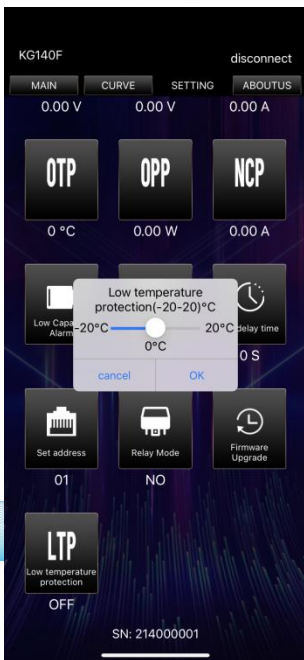 KG140F
disconnect
MAIN CURVE SETTING ABOUTUS
0.00 V 0.00 V 0.00 A
OTP OPP NCP
0 °C 0.00 W 0.00 A
Low temperature
protection(-20-20)°C
-20°C 20°C
0°C
cancel OK
Low Capa
Alarm
delay time
0 S
Set address Relay Mode Firmware
Upgrade
01 NO
LTP
Low temperature
protection
OFF
SN: 214000001